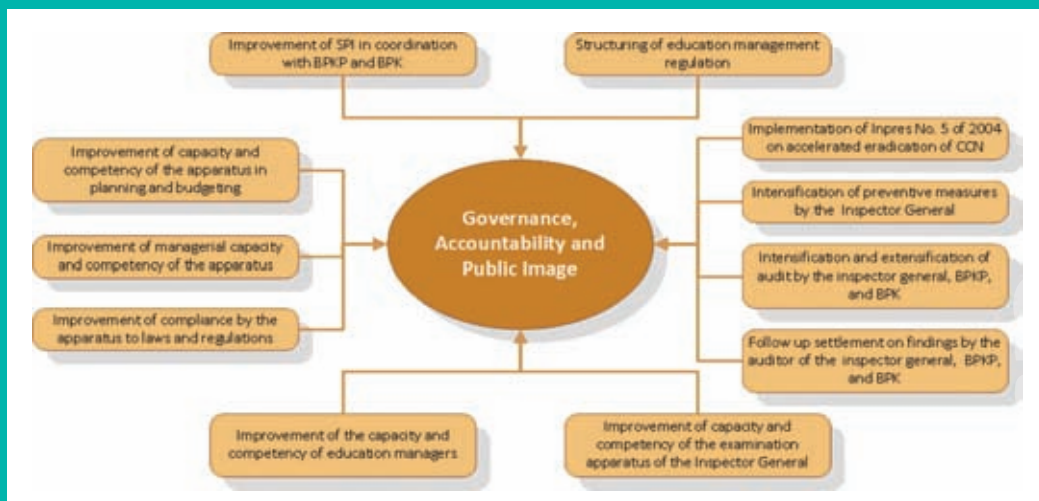 Improvement of SPI in coordination
with BPKP and BPK
Structuring of education management
regulation
Improvement of capacity and
competency of the apparatus in
planning and budgeting
Improvement of managerial capacity
and competency of the apparatus
Improvement of compliance by the
apparatus to laws and regulations
Governance,
Accountability and
Public Image
Implementation of Inpres No. 5 of 2004
on accelerated eradication of CCN
Intensification of preventive measures
by the Inspector General
Intensification and extensification of
audit by the inspector general, BPKP,
and BPK
Follow up settlement on findings by the
auditor of the inspector general, BPKP,
and BPK
Improvement of the capacity and
competency of education managers
Improvement of capacity and
competency of the examination
apparatus of the Inspector General